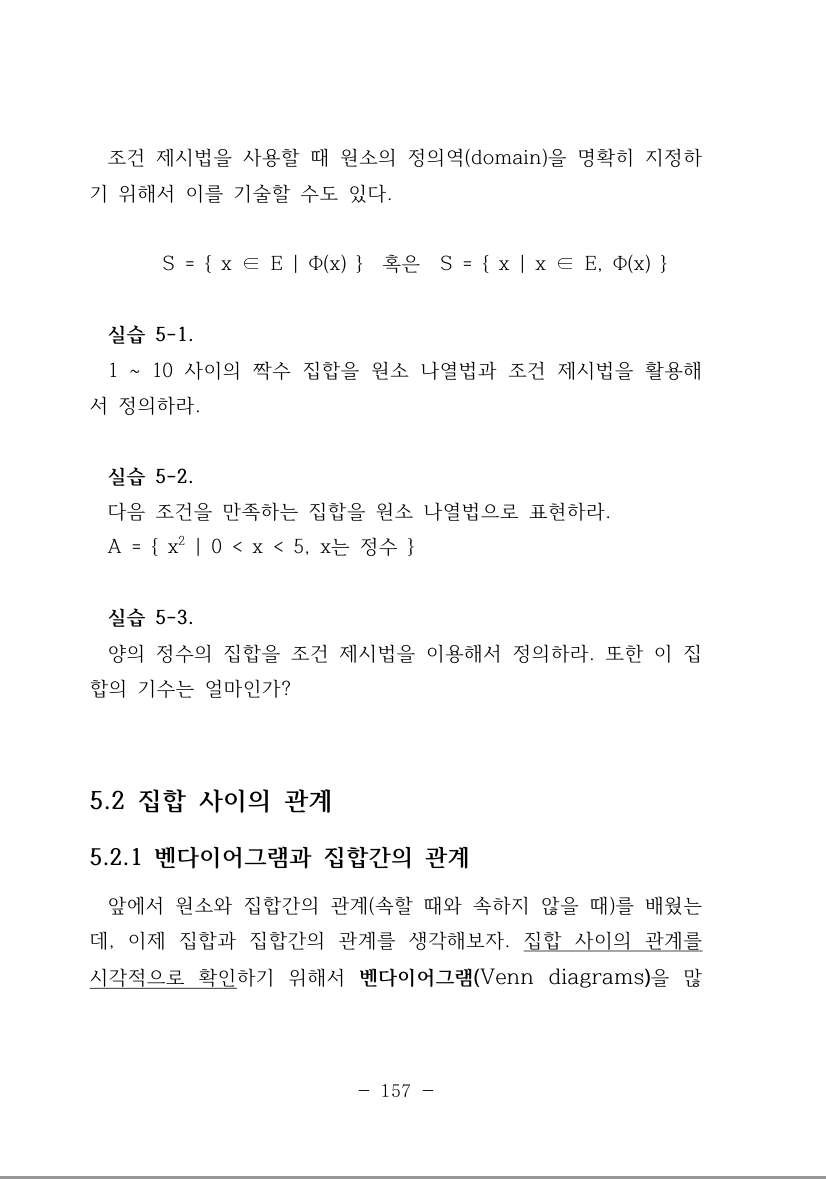 조건 제시법을 사용할 때 원소의 정의역(domain)을 명확히 지정하
기 위해서 이를 기술할 수도 있다.
S = { x ∈ E | Φ(x) } 혹은 S = { x | x ∈ E, Φ(x) }
실습 5-1.
1 ~ 10 사이의 짝수 집합을 원소 나열법과 조건 제시법을 활용해
서 정의하라.
실습 5-2.
다음 조건을 만족하는 집합을 원소 나열법으로 표현하라.
A = { x² | 0 < x < 5, x는 정수 }
실습 5-3.
양의 정수의 집합을 조건 제시법을 이용해서 정의하라. 또한 이 집
합의 기수는 얼마인가?
5.2 집합 사이의 관계
5.2.1 벤다이어그램과 집합간의 관계
앞에서 원소와 집합간의 관계(속할 때와 속하지 않을 때)를 배웠는
데, 이제 집합과 집합간의 관계를 생각해보자. 집합 사이의 관계를
시각적으로 확인하기 위해서 벤다이어그램(Venn diagrams)을 많
- 157 -